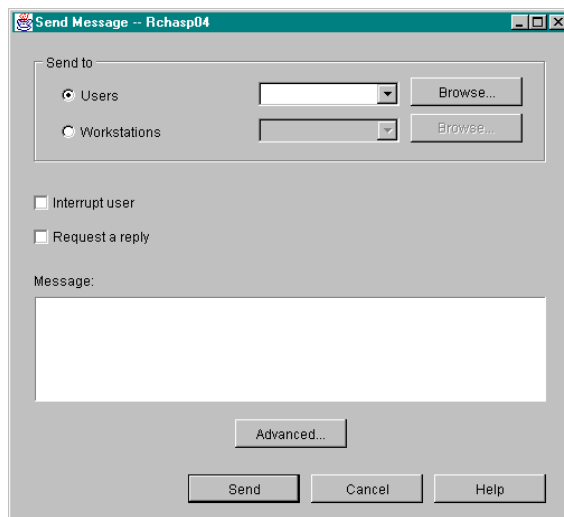 Send Message -- Rchasp04
Send to
Users
Browse...
Workstations
Browse...
Interrupt user
Request a reply
Message:
Advanced...
Send Cancel Help